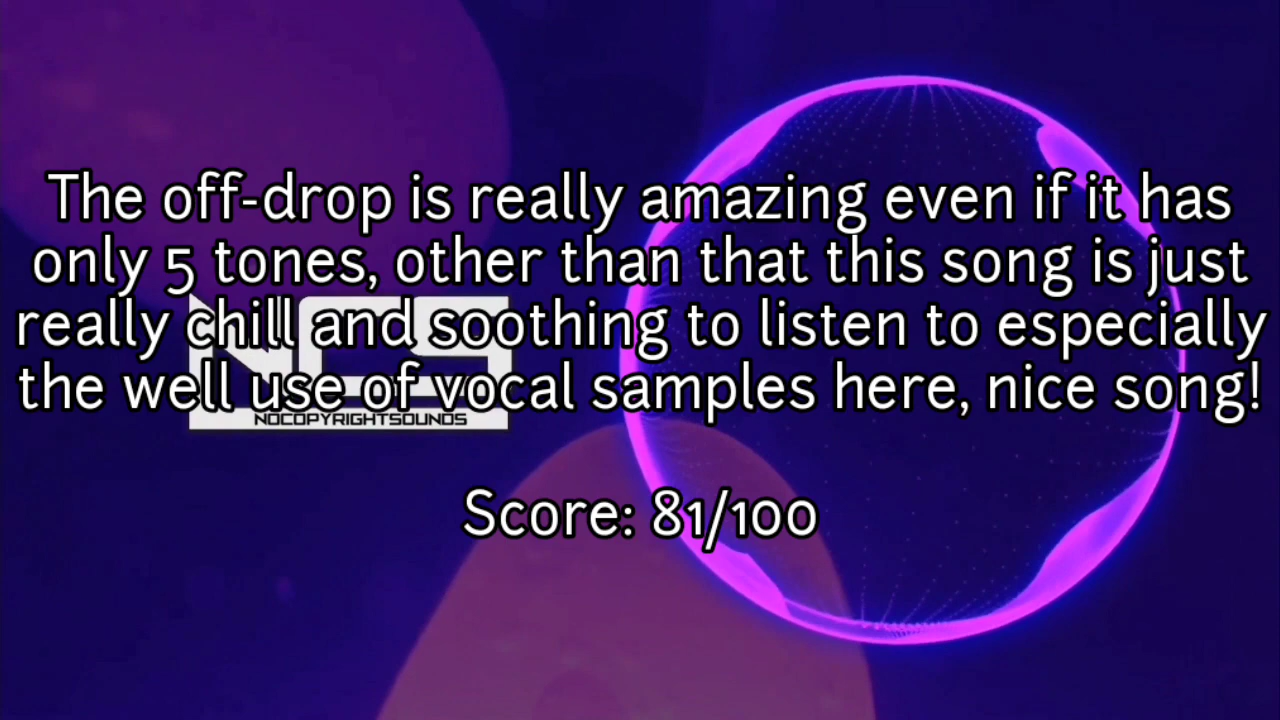 The off-drop is really amazing even if it has
only 5 tones, other than that this song is just
really chill and soothing to listen to especially
the well use of vocal samples here, nice song!
NCS
NOCOPYRIGHTSOUNDS
Score: 81/100